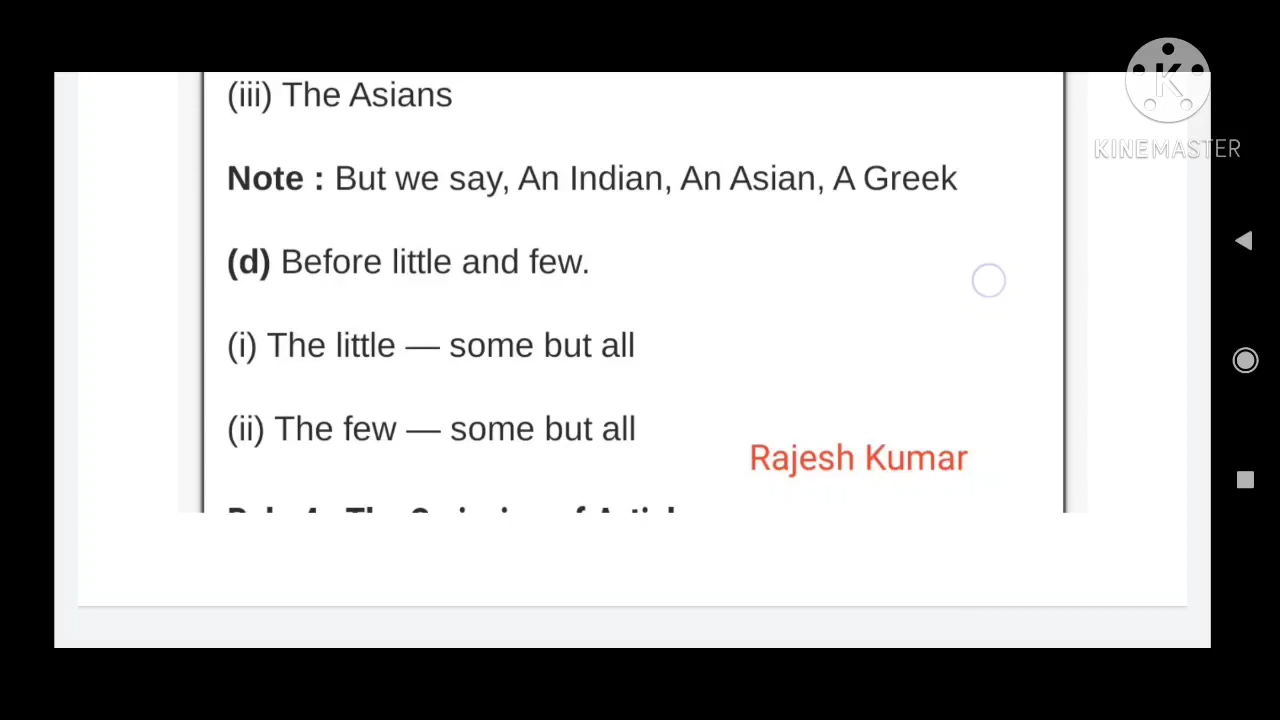 (iii) The Asians
KINEMASTER
Note : But we say, An Indian, An Asian, A Greek
(d) Before little and few.
(i) The little — some but all
(ii) The few — some but all
Rajesh Kumar